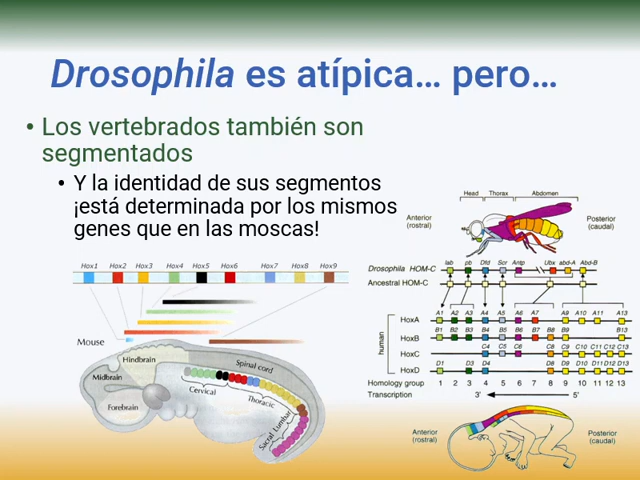 Drosophila es atípica… pero…
• Los vertebrados también son
segmentados
• Y la identidad de sus segmentos
¡está determinada por los mismos
genes que en las moscas!
Hox1 Hox2 Hox3 Hox4 Hox5 Hox6 Hox7 Hox8 Hox9
Mouse
Hindbrain
Midbrain
Forebrain
Spinal cord
Cervical
Thoracic
Lumbar
Sacral
Head Thorax Abdomen
Anterior
(rostral)
Posterior
(caudal)
lab pb Dfd Scr Antp Ubx abd-A Abd-B
Drosophila HOM-C
Ancestral HOM-C
human
A1 A2 A3 A4 A5 A6 A7 A9 A10 A11 A13
HoxA
B1 B2 B3 B4 B5 B6 B7 B8 B9 B13
HoxB
C4 C5 C6 C8 C9 C10 C11 C12 C13
HoxC
D1 D3 D4 D8 D9 D10 D11 D12 D13
HoxD
Homology group 1 2 3 4 5 6 7 8 9 10 11 12 13
Transcription 3' 5'
Anterior
(rostral)
Posterior
(caudal)